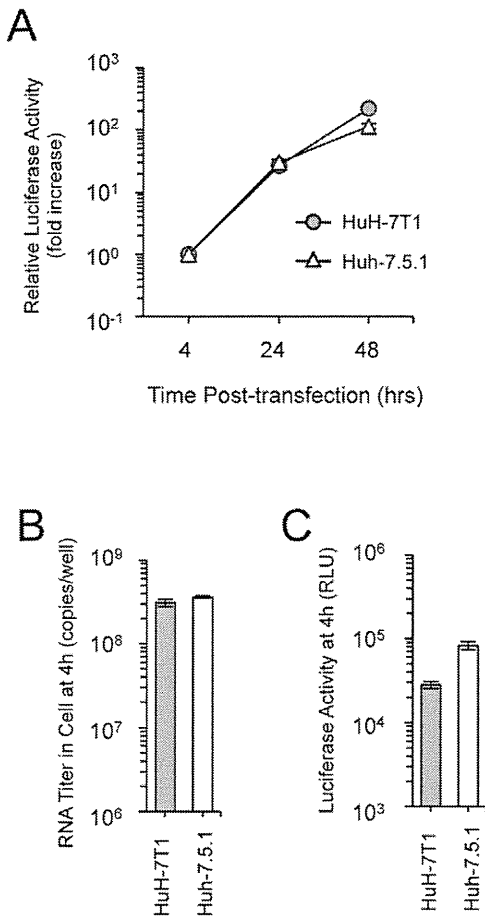 A
Relative Luciferase Activity
(fold increase)
10³
10²
10¹
10⁰
10⁻¹
HuH-7T1
Huh-7.5.1
4 24 48
Time Post-transfection (hrs)
B
RNA Titer in Cell at 4h (copies/well)
10⁹
10⁸
10⁷
10⁶
HuH-7T1
Huh-7.5.1
C
Luciferase Activity at 4h (RLU)
10⁶
10⁵
10⁴
10³
HuH-7T1
Huh-7.5.1